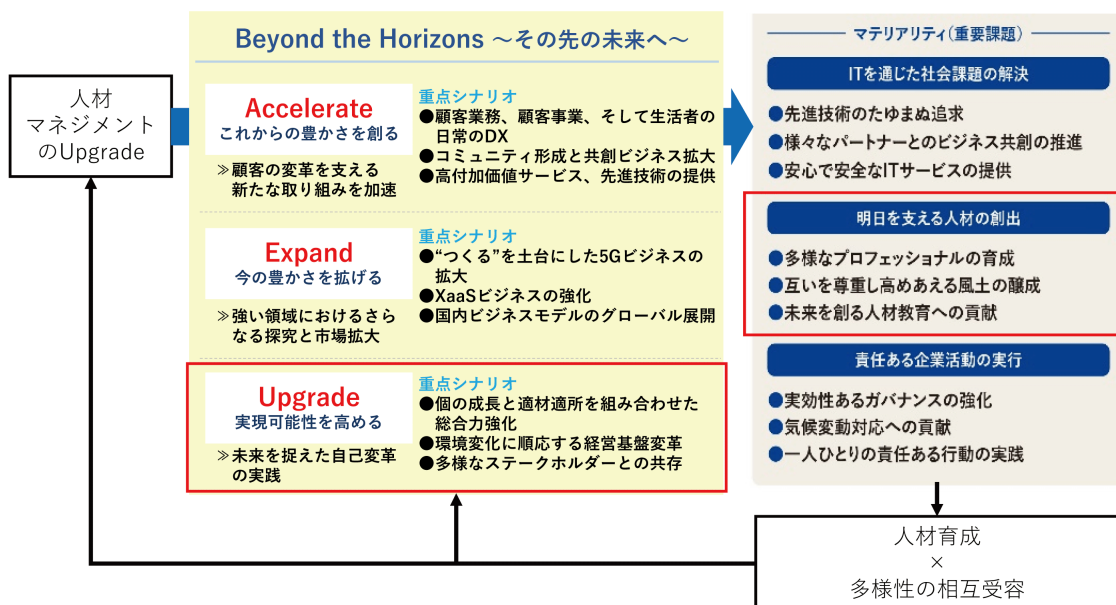 人材
マネジメント
のUpgrade
Beyond the Horizons ～その先の未来へ～
Accelerate
これからの豊かさを創る
≫顧客の変革を支える
新たな取り組みを加速
重点シナリオ
●顧客業務、顧客事業、そして生活者の
日常のDX
●コミュニティ形成と共創ビジネス拡大
●高付加価値サービス、先進技術の提供
Expand
今の豊かさを拡げる
≫強い領域におけるさら
なる探究と市場拡大
重点シナリオ
●“つくる”を土台にした5Gビジネスの
拡大
●XaaSビジネスの強化
●国内ビジネスモデルのグローバル展開
Upgrade
実現可能性を高める
≫未来を捉えた自己変革
の実践
重点シナリオ
●個の成長と適材適所を組み合わせた
総合力強化
●環境変化に順応する経営基盤変革
●多様なステークホルダーとの共存
マテリアリティ(重要課題)
ITを通じた社会課題の解決
●先進技術のたゆまぬ追求
●様々なパートナーとのビジネス共創の推進
●安心で安全なITサービスの提供
明日を支える人材の創出
●多様なプロフェッショナルの育成
●互いを尊重し高めあえる風土の醸成
●未来を創る人材教育への貢献
責任ある企業活動の実行
●実効性あるガバナンスの強化
●気候変動対応への貢献
●一人ひとりの責任ある行動の実践
人材育成
×
多様性の相互受容